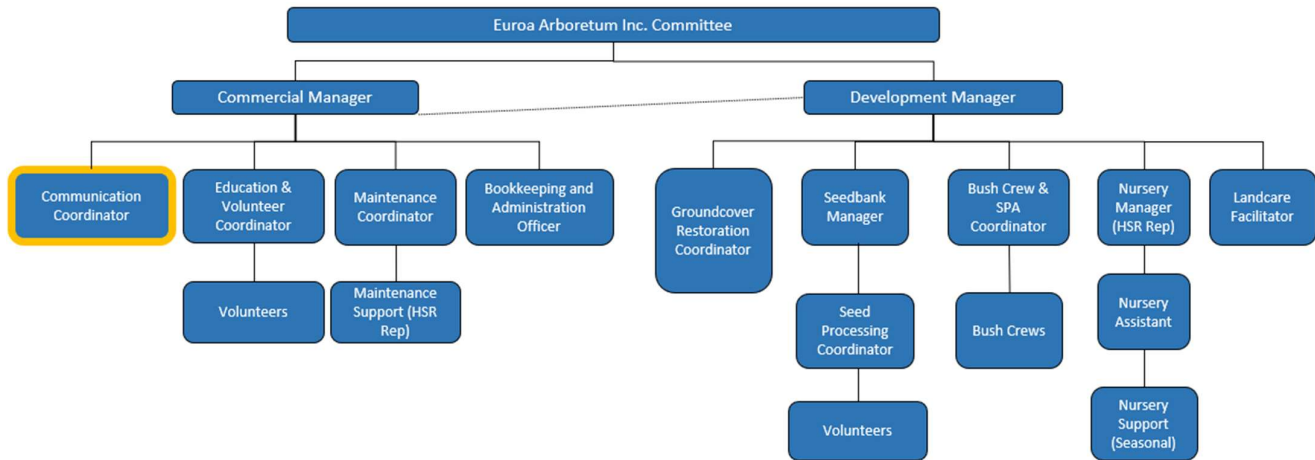 Euroa Arboretum Inc. Committee
Commercial Manager
Development Manager
Communication
Coordinator
Education &
Volunteer
Coordinator
Maintenance
Coordinator
Bookkeeping and
Administration
Officer
Groundcover
Restoration
Coordinator
Seedbank
Manager
Bush Crew &
SPA
Coordinator
Nursery
Manager
(HSR Rep)
Landcare
Facilitator
Volunteers
Maintenance
Support (HSR
Rep)
Seed
Processing
Coordinator
Bush Crews
Nursery
Assistant
Volunteers
Nursery
Support
(Seasonal)